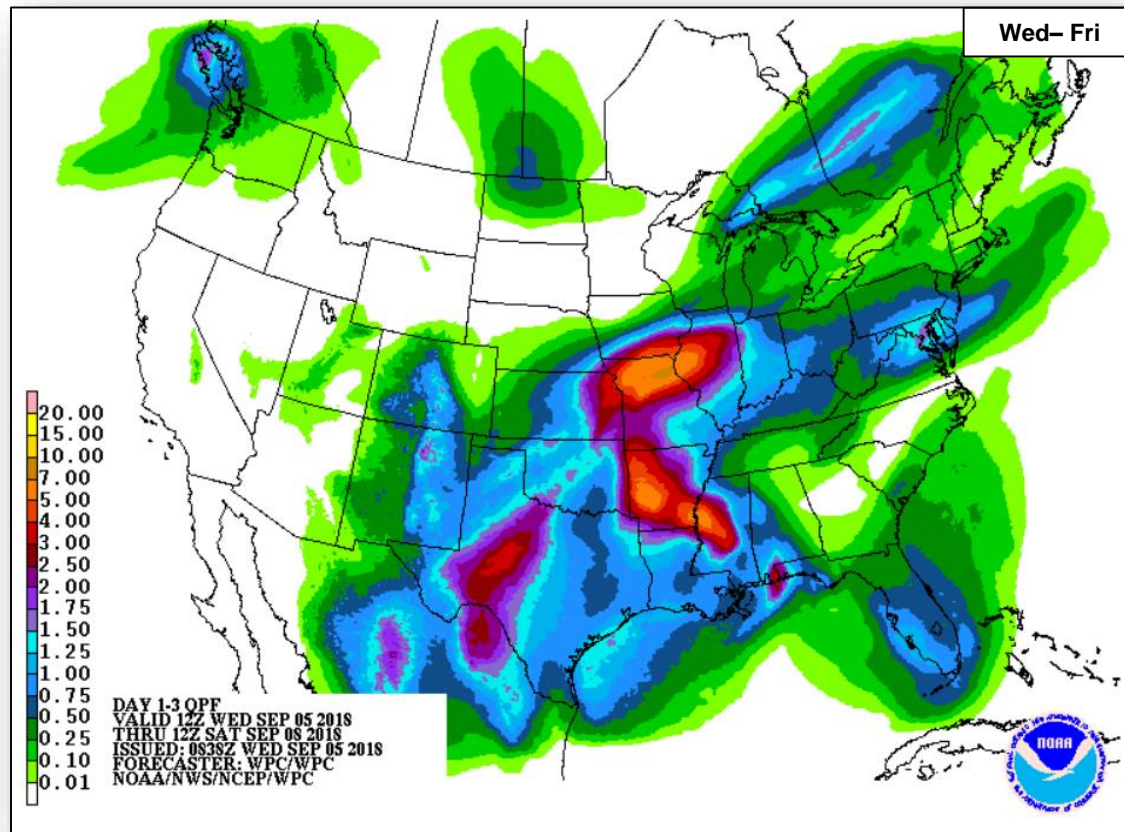 Wed– Fri
20.00
15.00
10.00
7.00
5.00
4.00
3.00
2.50
2.00
1.75
1.50
1.25
1.00
0.75
0.50
0.25
0.10
0.01
DAY 1-3 QPF
VALID 12Z WED SEP 05 2018
THRU 12Z SAT SEP 08 2018
ISSUED: 0838Z WED SEP 05 2018
FORECASTER: WPC/WPC
NOAA/NWS/NCEP/WPC
NOAA